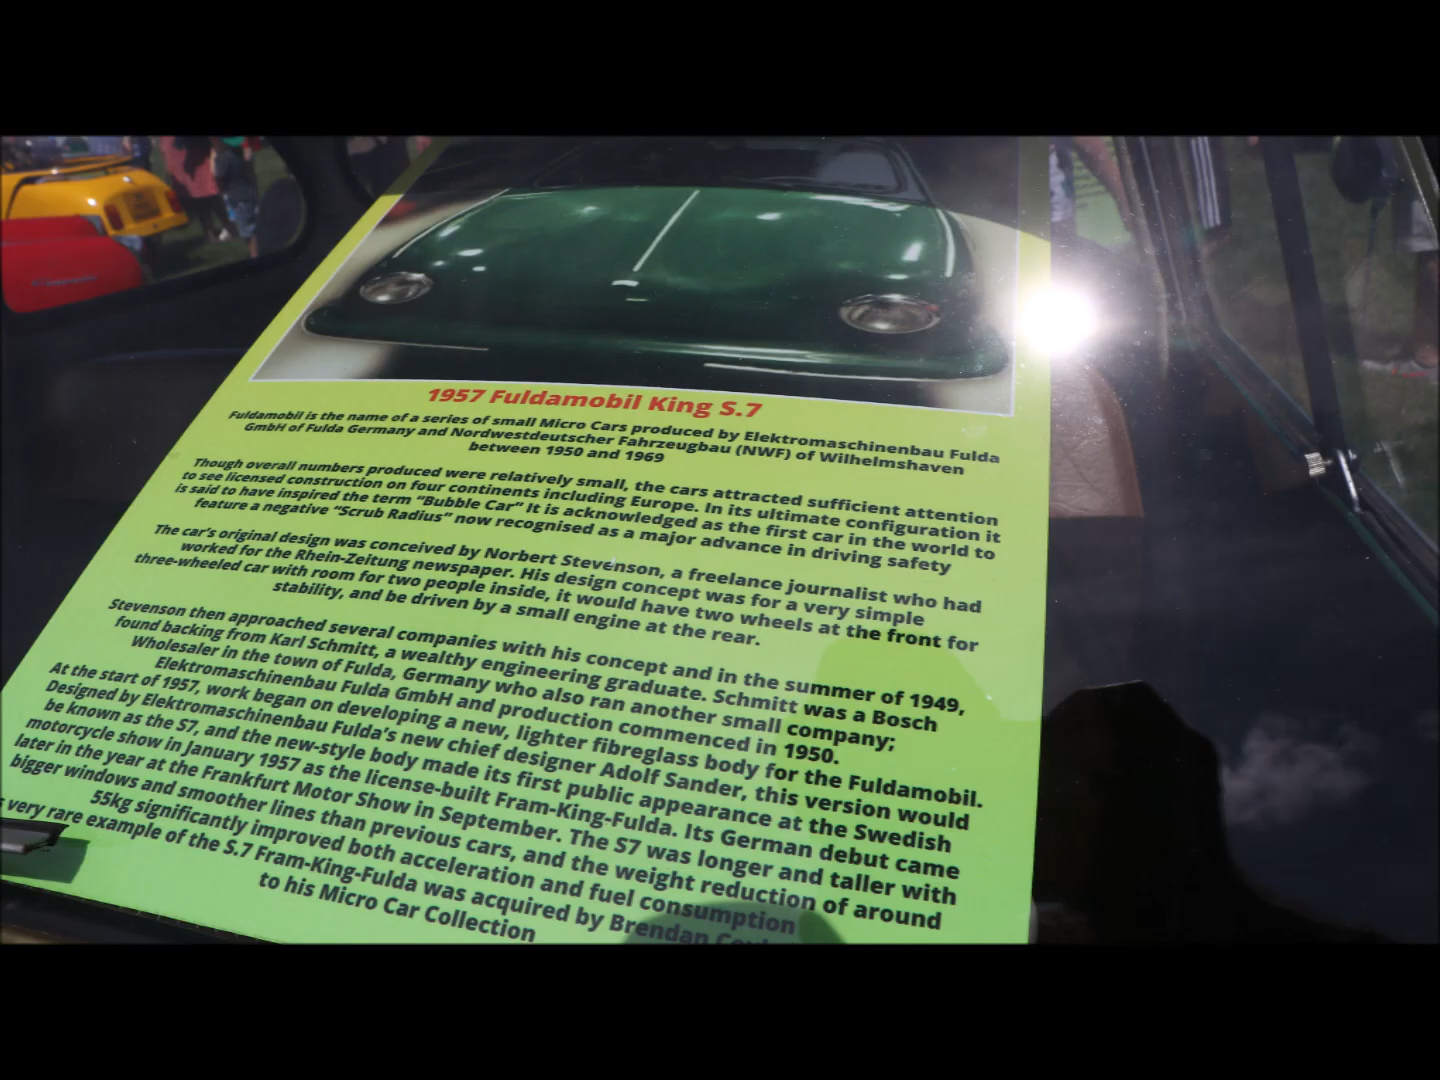 1957 Fuldamobil King S.7
Fuldamobil is the name of a series of small Micro Cars produced by Elektromaschinenbau Fulda
GmbH of Fulda Germany and Nordwestdeutscher Fahrzeugbau (NWF) of Wilhelmshaven
between 1950 and 1969
Though overall numbers produced were relatively small, the cars attracted sufficient attention
to see licensed construction on four continents including Europe. In its ultimate configuration it
is said to have inspired the term “Bubble Car” It is acknowledged as the first car in the world to
feature a negative “Scrub Radius” now recognised as a major advance in driving safety
The car’s original design was conceived by Norbert Stevenson, a freelance journalist who had
worked for the Rhein-Zeitung newspaper. His design concept was for a very simple
three-wheeled car with room for two people inside, it would have two wheels at the front for
stability, and be driven by a small engine at the rear.
Stevenson then approached several companies with his concept and in the summer of 1949,
found backing from Karl Schmitt, a wealthy engineering graduate. Schmitt was a Bosch
Wholesaler in the town of Fulda, Germany who also ran another small company;
Elektromaschinenbau Fulda GmbH and production commenced in 1950.
At the start of 1957, work began on developing a new, lighter fibreglass body for the Fuldamobil.
Designed by Elektromaschinenbau Fulda’s new chief designer Adolf Sander, this version would
be known as the S7, and the new-style body made its first public appearance at the Swedish
motorcycle show in January 1957 as the license-built Fram-King-Fulda. Its German debut came
later in the year at the Frankfurt Motor Show in September. The S7 was longer and taller with
bigger windows and smoother lines than previous cars, and the weight reduction of around
55kg significantly improved both acceleration and fuel consumption
very rare example of the S.7 Fram-King-Fulda was acquired by Brendan
to his Micro Car Collection